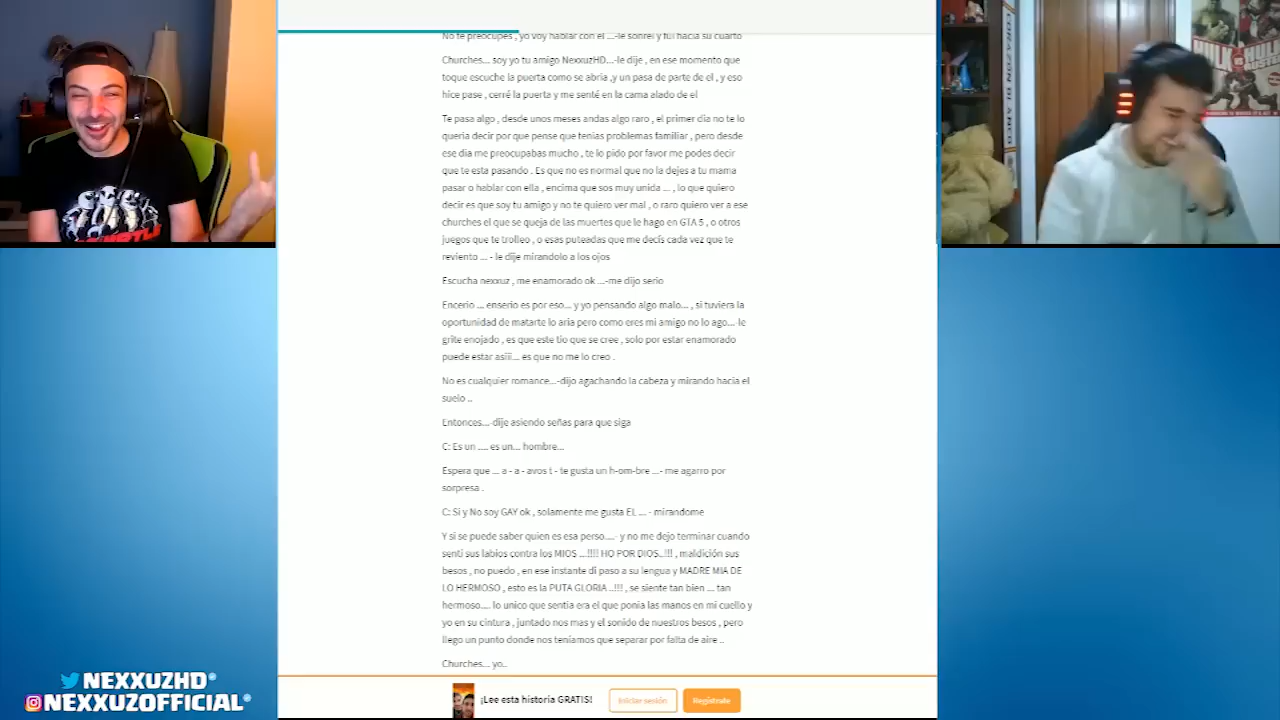 No te preocupes , yo voy hablar con el ....-le sonrei y fui hacia su cuarto
Churches.... soy yo tu amigo NexxuzHD...-le dije , en ese momento que
toque escuche la puerta como se abria ,y un pasa de parte de el , y eso
hice pase , cerré la puerta y me senté en la cama alado de el
Te pasa algo , desde unos meses andas algo raro , el primer dia no te lo
queria decir por que pense que tenias problemas familiar , pero desde
ese dia me preocupabas mucho , te lo pido por favor me podes decir
que te esta pasando . Es que no es normal que no la dejes a tu mama
pasar o hablar con ella , encima que sos muy unida .... , lo que quiero
decir es que soy tu amigo y no te quiero ver mal , o raro quiero ver a ese
churches el que se queja de las muertes que le hago en GTA 5 , o otros
juegos que te trolleo , o esas puteadas que me decis cada vez que te
reviento .... - le dije mirandolo a los ojos
Escucha nexxuz , me enamorado ok ....-me dijo serio
Encerio .... enserio es por eso.... y yo pensando algo malo.... , si tuviera la
oportunidad de matarte lo aria pero como eres mi amigo no lo ago....-le
grite enojado , es que este tio que se cree , solo por estar enamorado
puede estar asiii.... es que no me lo creo .
No es cualquier romance....-dijo agachando la cabeza y mirando hacia el
suelo ..
Entonces....-dije asiendo señas para que siga
C: Es un ..... es un.... hombre...
Espera que .... a - a - avos t - te gusta un h-om-bre ....- me agarro por
sorpresa .
C: Si y No soy GAY ok , solamente me gusta EL .... - mirandome
Y si se puede saber quien es esa perso.....- y no me dejo terminar cuando
senti sus labios contra los MIOS ....!!!! HO POR DIOS..!!! , maldición sus
besos , no puedo , en ese instante di paso a su lengua y MADRE MIA DE
LO HERMOSO , esto es la PUTA GLORIA ..!!! , se siente tan bien .... tan
hermoso..... lo unico que sentia era el que ponia las manos en mi cuello y
yo en su cintura , juntado nos mas y el sonido de nuestros besos , pero
llego un punto donde nos teniamos que separar por falta de aire ..
Churches.... yo..
¡Lee esta historia GRATIS!
Iniciar sesión
Regístrate
NEXXUZHD
NEXXUZOFFICIAL
CORAZON BLANCO
HULK